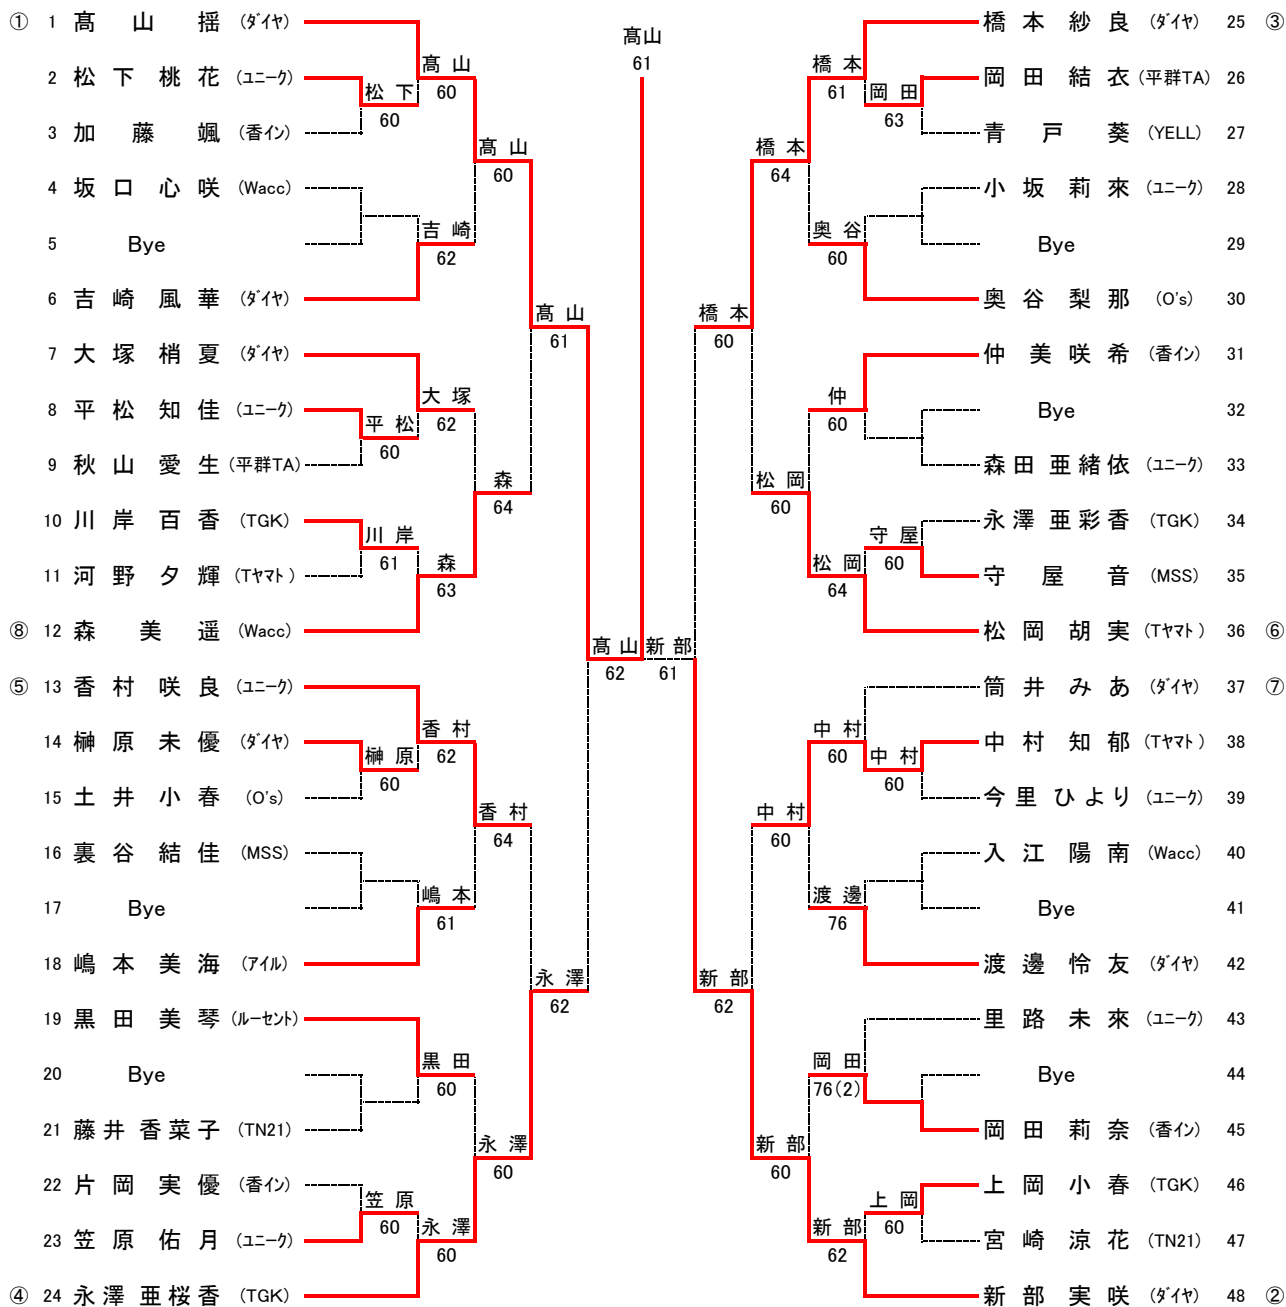 ① 1 髙山 揺 (ダイヤ)
2 松下桃花 (ユニーク)
3 加藤 颯 (香イン)
4 坂口心咲 (Wacc)
5 Bye
6 吉崎風華 (ダイヤ)
7 大塚梢夏 (ダイヤ)
8 平松知佳 (ユニーク)
9 秋山愛生 (平群TA)
10 川岸百香 (TGK)
11 河野夕輝 (Tヤマト)
⑧ 12 森 美遥 (Wacc)
⑤ 13 香村咲良 (ユニーク)
14 榊原未優 (ダイヤ)
15 土井小春 (O's)
16 裏谷結佳 (MSS)
17 Bye
18 嶋本美海 (アイル)
19 黒田美琴 (ルーセント)
20 Bye
21 藤井香菜子 (TN21)
22 片岡実優 (香イン)
23 笠原佑月 (ユニーク)
④ 24 永澤亜桜香 (TGK)
松下
60
平松
60
川岸
61
榊原
60
笠原
60
髙山
60
吉崎
62
大塚
62
森
63
香村
62
嶋本
61
黒田
60
永澤
60
髙山
60
森
64
香村
64
永澤
60
髙山
61
永澤
62
髙山
62
髙山
61
新部
61
橋本
60
新部
62
橋本
64
松岡
60
中村
60
新部
60
橋本
61
奥谷
60
仲
60
松岡
64
中村
60
渡邊
76
岡田
76(2)
新部
62
岡田
63
守屋
60
中村
60
上岡
60
橋本紗良 (ダイヤ) 25 ③
岡田結衣 (平群TA) 26
青戸 葵 (YELL) 27
小坂莉來 (ユニーク) 28
Bye 29
奥谷梨那 (O's) 30
仲 美咲希 (香イン) 31
Bye 32
森田亜緒依 (ユニーク) 33
永澤亜彩香 (TGK) 34
守屋 音 (MSS) 35
松岡胡実 (Tヤマト) 36 ⑥
筒井みあ (ダイヤ) 37 ⑦
中村知郁 (Tヤマト) 38
今里ひより (ユニーク) 39
入江陽南 (Wacc) 40
Bye 41
渡邊怜友 (ダイヤ) 42
里路未來 (ユニーク) 43
Bye 44
岡田莉奈 (香イン) 45
上岡小春 (TGK) 46
宮崎涼花 (TN21) 47
新部実咲 (ダイヤ) 48 ②